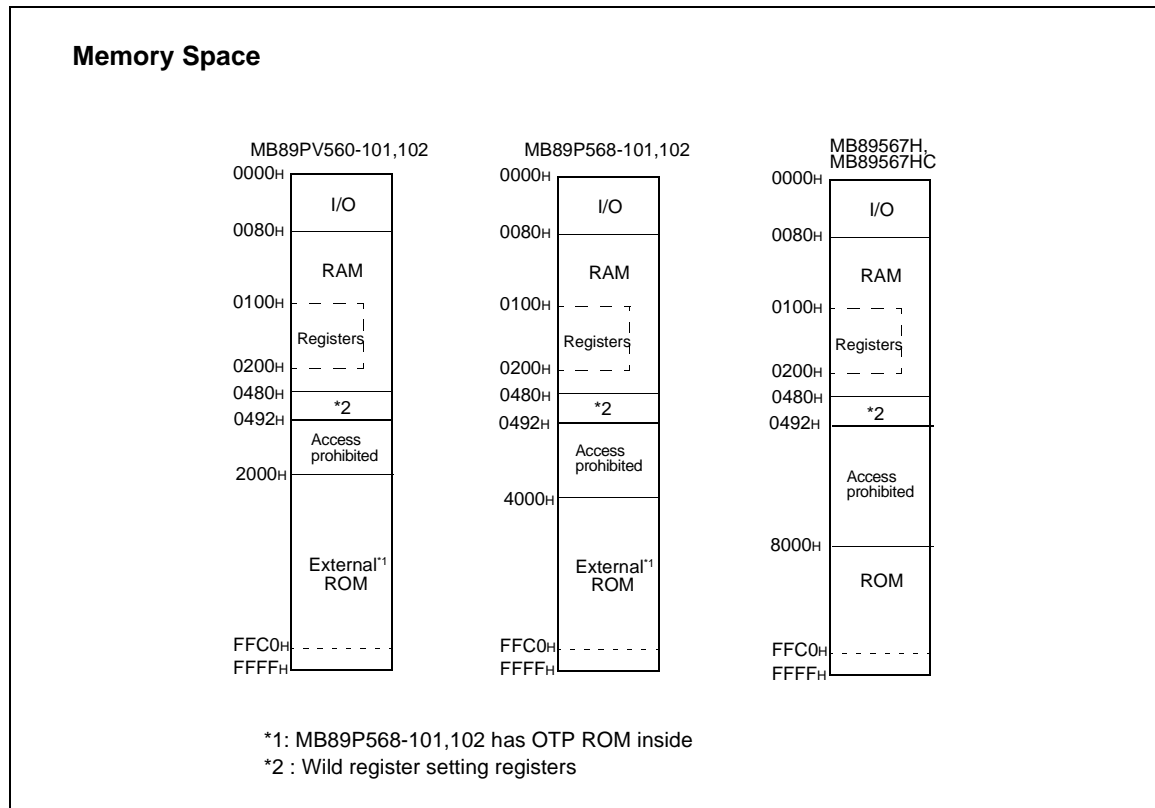 Memory Space
MB89PV560-101,102
0000H
I/O
0080H
RAM
0100H
Registers
0200H
0480H
*2
0492H
Access
prohibited
2000H
External*1
ROM
FFC0H
FFFFH
MB89P568-101,102
0000H
I/O
0080H
RAM
0100H
Registers
0200H
0480H
*2
0492H
Access
prohibited
4000H
External*1
ROM
FFC0H
FFFFH
MB89567H,
MB89567HC
0000H
I/O
0080H
RAM
0100H
Registers
0200H
0480H
*2
0492H
Access
prohibited
8000H
ROM
FFC0H
FFFFH
*1: MB89P568-101,102 has OTP ROM inside
*2 : Wild register setting registers